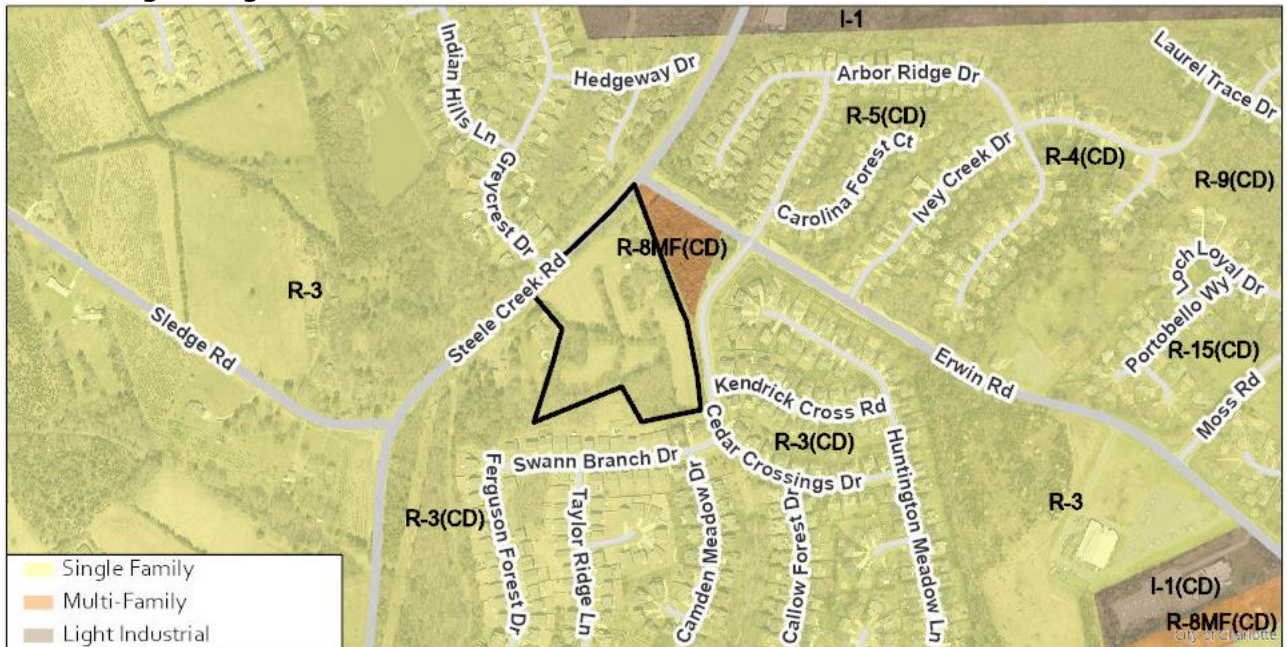 I-1
Laurel Trace Dr
Indian Hills Ln
Hedgeway Dr
Arbor Ridge Dr
R-5(CD)
Carolina Forest Ct
Ivey Creek Dr
R-4(CD)
R-9(CD)
Greycrest Dr
R-8MF(CD)
Loch Loyal Dr
Portobello Wy
R-3
Steele Creek Rd
Sledge Rd
Erwin Rd
R-15(CD)
Moss Rd
Kendrick Cross Rd
Cedar Crossings Dr
R-3(CD)
Huntington Meadow Ln
Swann Branch Dr
Ferguson Forest Dr
Taylor Ridge Ln
Camden Meadow Dr
Callow Forest Dr
R-3(CD)
R-3
I-1(CD)
R-8MF(CD)
City of Charlotte
Single Family
Multi-Family
Light Industrial